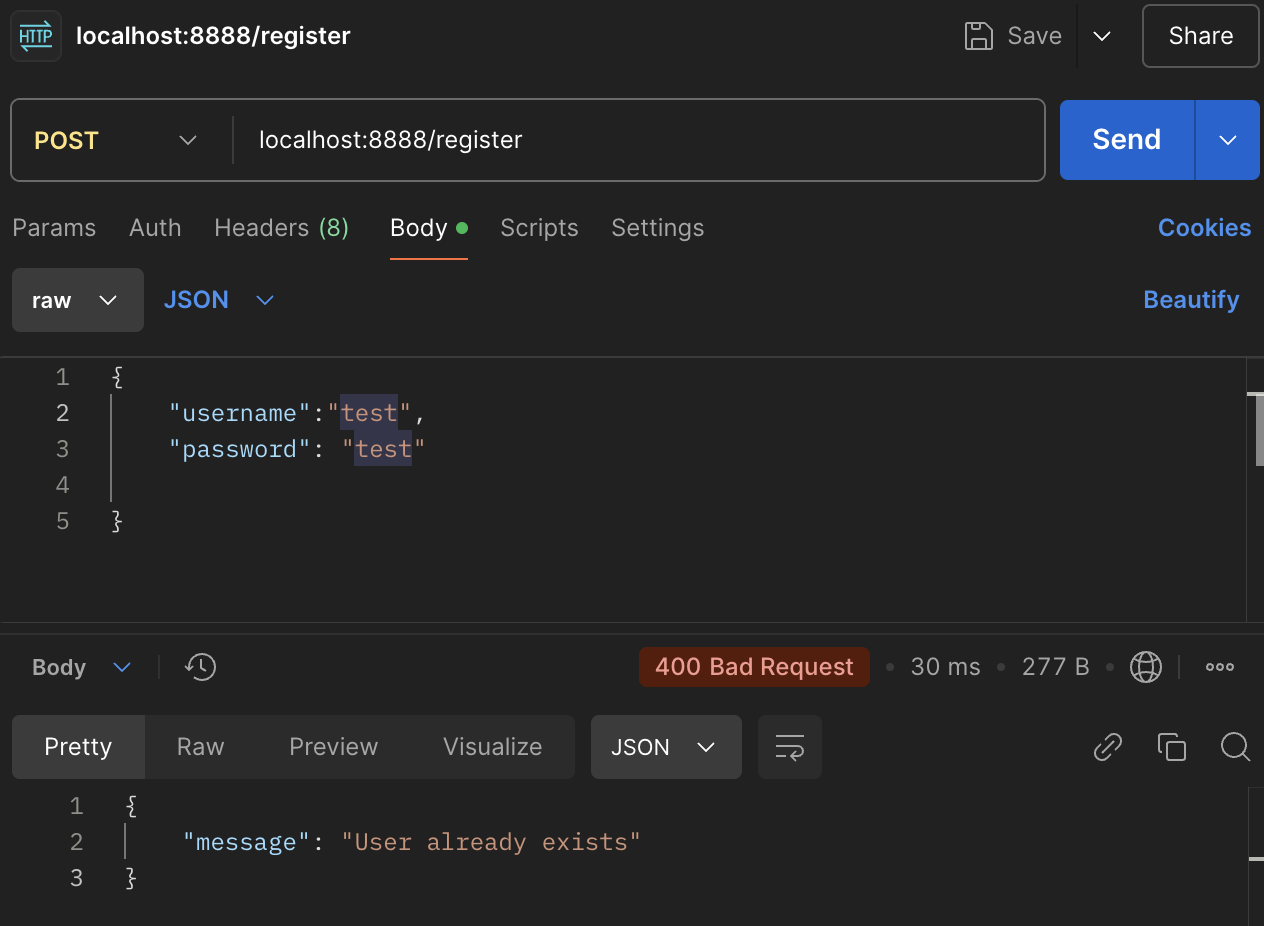 HTTP localhost:8888/register Save Share
POST localhost:8888/register Send
Params Auth Headers (8) Body Scripts Settings Cookies
raw JSON Beautify
1 {
2 "username":"test",
3 "password": "test"
4
5 }
Body 400 Bad Request • 30 ms • 277 B •
Pretty Raw Preview Visualize JSON
1 {
2 "message": "User already exists"
3 }